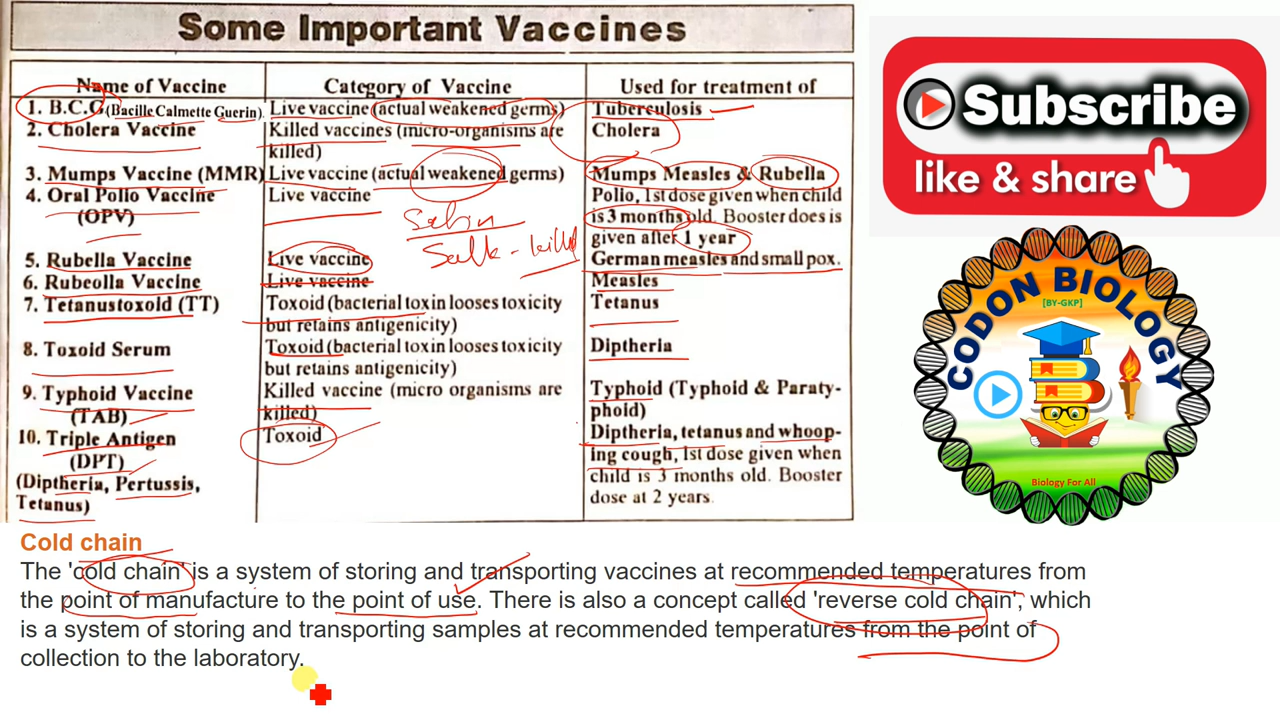 Some Important Vaccines
Name of Vaccine Category of Vaccine Used for treatment of
1. B.C.G (Bacille Calmette Guerin). Live vaccine (actual weakened germs) Tuberculosis
2. Cholera Vaccine Killed vaccines (micro-organisms are killed) Cholera
3. Mumps Vaccine (MMR) Live vaccine (actual weakened germs) Mumps Measles & Rubella
4. Oral Pollo Vaccine (OPV) Live vaccine Pollo, 1st dose given when child is 3 months old. Booster does is given after 1 year
Sabin
Salk - killed
5. Rubella Vaccine Live vaccine German measles and small pox.
6. Rubeolla Vaccine Live vaccine Measles
7. Tetanustoxold (TT) Toxoid (bacterial toxin looses toxicity but retains antigenicity) Tetanus
8. Toxoid Serum Toxoid (bacterial toxin looses toxicity but retains antigenicity) Diptheria
9. Typhoid Vaccine (TAB) Killed vaccine (micro organisms are killed) Typhoid (Typhoid & Paraty-phoid)
10. Triple Antigen (DPT) (Diptheria, Pertussis, Tetanus) Toxoid Diptheria, tetanus and whoop-ing cough, 1st dose given when child is 3 months old. Booster dose at 2 years.
Cold chain
The 'cold chain' is a system of storing and transporting vaccines at recommended temperatures from
the point of manufacture to the point of use. There is also a concept called 'reverse cold chain', which
is a system of storing and transporting samples at recommended temperatures from the point of
collection to the laboratory.
Subscribe
like & share
CODON BIOLOGY
[BY-GKP]
Biology For All